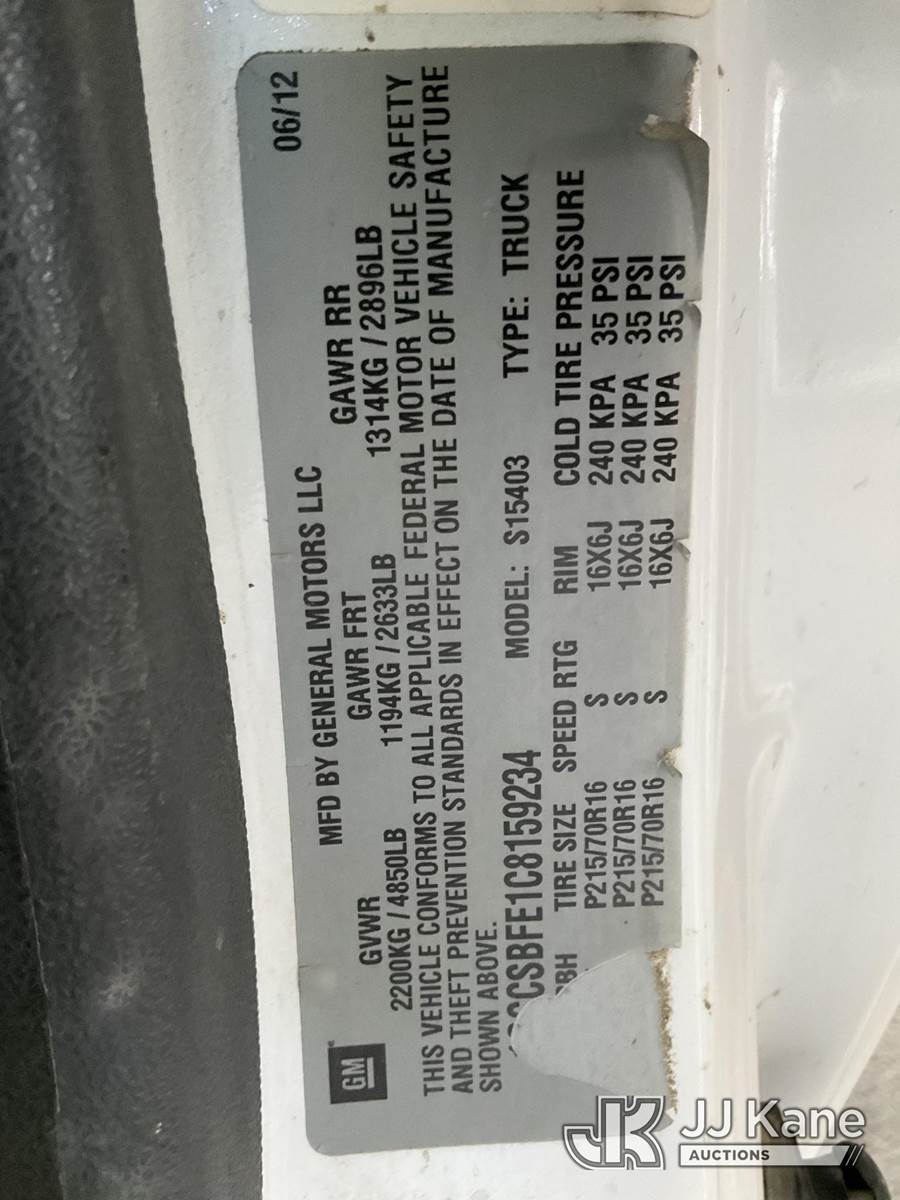 06/12
MFD BY GENERAL MOTORS LLC
GM
GVWR GAWR FRT GAWR RR
2200KG / 4850LB 1194KG / 2633LB 1314KG / 2896LB
THIS VEHICLE CONFORMS TO ALL APPLICABLE FEDERAL MOTOR VEHICLE SAFETY
AND THEFT PREVENTION STANDARDS IN EFFECT ON THE DATE OF MANUFACTURE
SHOWN ABOVE.
CSBFE1C8159234 MODEL: S15403 TYPE: TRUCK
TIRE SIZE SPEED RTG RIM COLD TIRE PRESSURE
P215/70R16 S 16X6J 240 KPA 35 PSI
P215/70R16 S 16X6J 240 KPA 35 PSI
P215/70R16 S 16X6J 240 KPA 35 PSI
JK JJ Kane
AUCTIONS